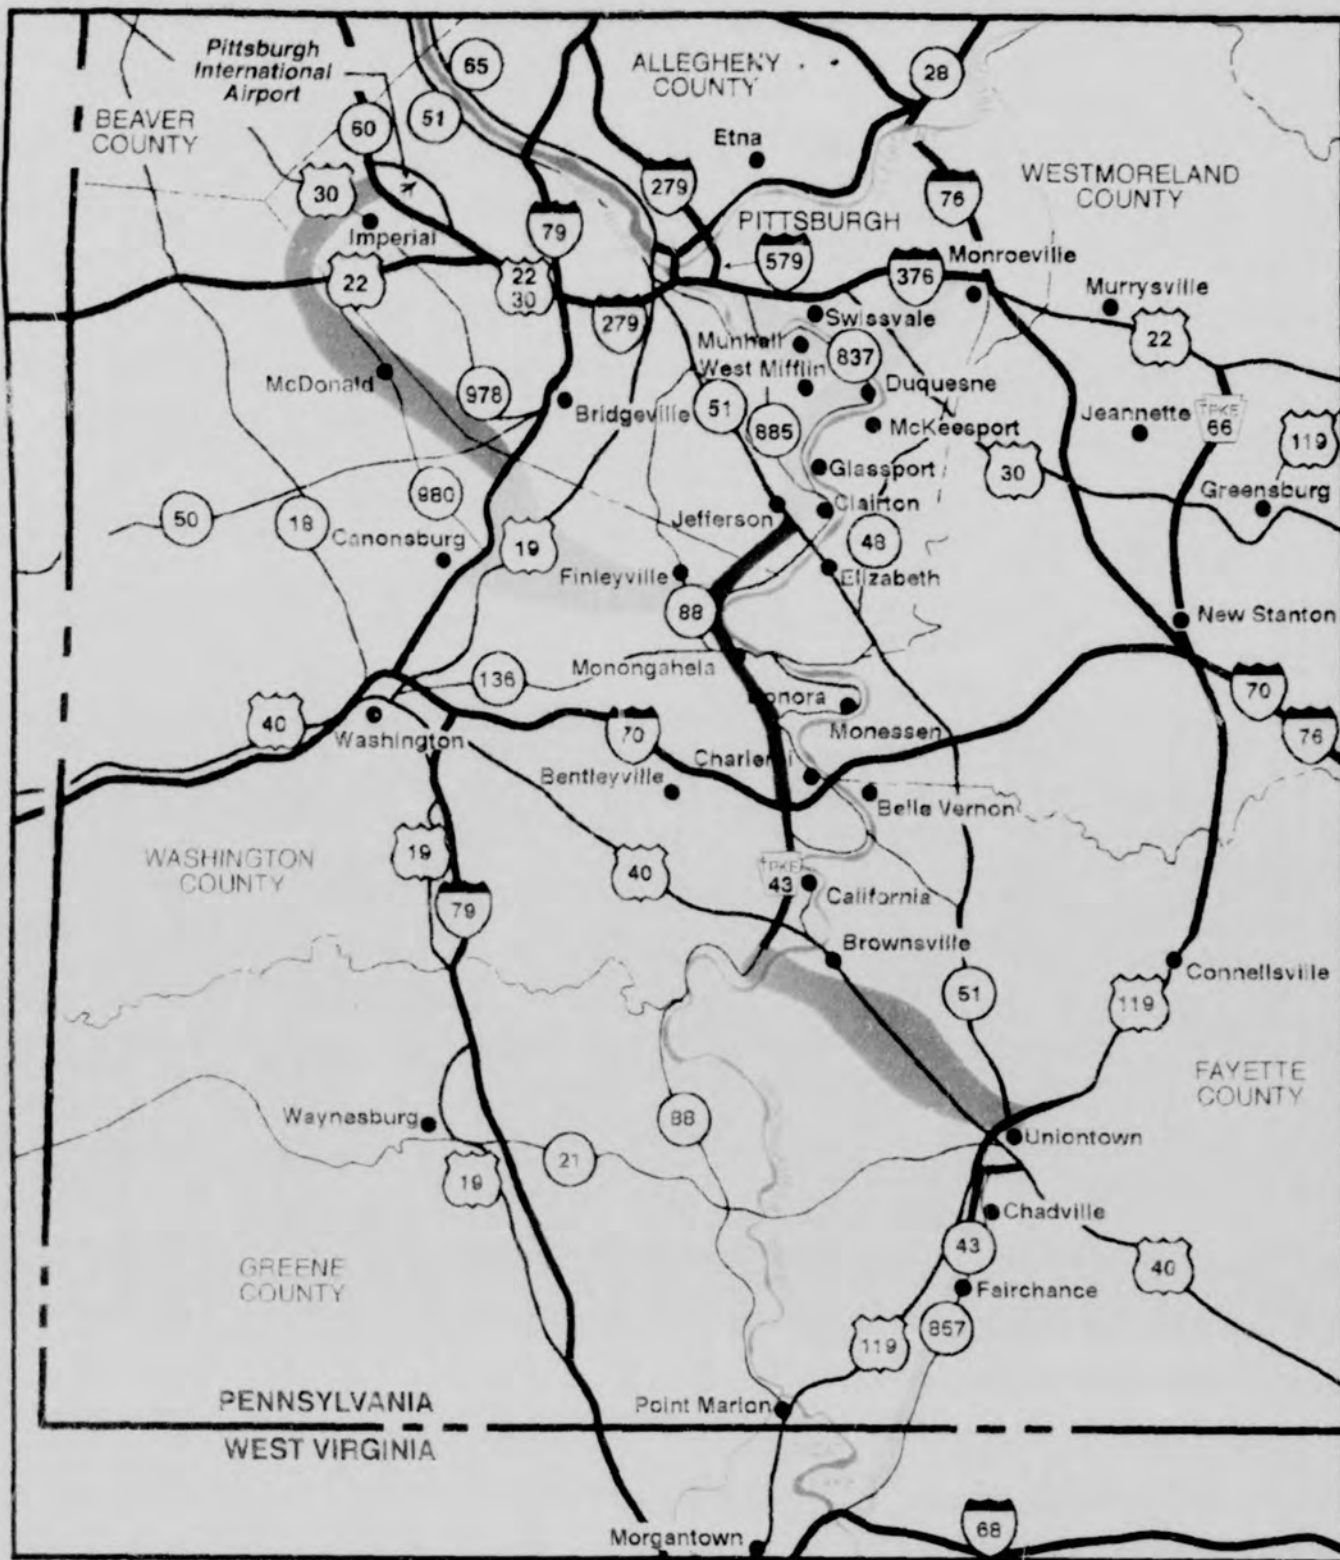 Pittsburgh
International
Airport
65
ALLEGHENY
COUNTY
28
BEAVER
COUNTY
51
60
Etna
30
279
76
WESTMORELAND
COUNTY
Imperial
79
PITTSBURGH
579
Monroeville
22
22
30
376
Murrysville
279
Swissvale
22
Munhall
837
West Mifflin
McDonald
978
Duquesne
Bridgeville
51
885
McKeesport
Jeannette
TPKE
66
119
Glassport
30
980
Greensburg
50
18
Jefferson
Clairton
Canonsburg
19
48
Finleyville
Elizabeth
88
New Stanton
Monongahela
136
70
40
Donora
Washington
70
Monessen
76
Charleroi
Bentleyville
Belle Vernon
19
WASHINGTON
COUNTY
40
TPKE
43
California
79
Brownsville
Connellsville
51
119
FAYETTE
COUNTY
Waynesburg
88
Uniontown
21
19
Chadville
43
40
GREENE
COUNTY
Fairchance
857
119
PENNSYLVANIA
Point Marion
WEST VIRGINIA
68
Morgantown